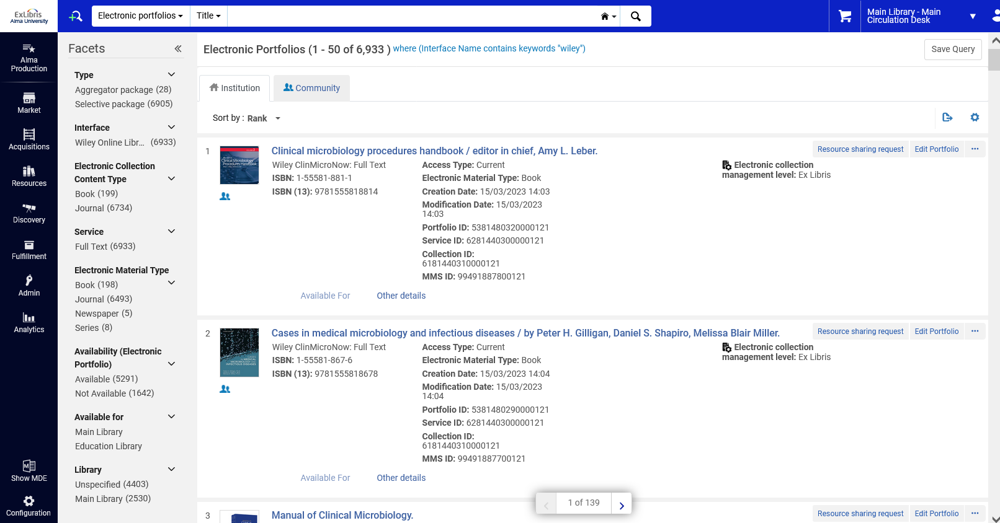 ExLibris
Alma University
Electronic portfolios
Title
Main Library - Main
Circulation Desk
Alma
Production
Market
Acquisitions
Resources
Discovery
Fulfillment
Admin
Analytics
Show MDE
Configuration
Facets
Type
Aggregator package (28)
Selective package (6905)
Interface
Wiley Online Libr... (6933)
Electronic Collection
Content Type
Book (199)
Journal (6734)
Service
Full Text (6933)
Electronic Material Type
Book (198)
Journal (6493)
Newspaper (5)
Series (8)
Availability (Electronic
Portfolio)
Available (5291)
Not Available (1642)
Available for
Main Library
Education Library
Library
Unspecified (4403)
Main Library (2530)
Electronic Portfolios (1 - 50 of 6,933 ) where (Interface Name contains keywords "wiley")
Save Query
Institution
Community
Sort by : Rank
1
Clinical microbiology procedures handbook / editor in chief, Amy L. Leber.
Resource sharing request
Edit Portfolio
Clinical Microbiology
Procedures Handbook
Wiley ClinMicroNow: Full Text
ISBN: 1-55581-881-1
ISBN (13): 9781555818814
Access Type: Current
Electronic Material Type: Book
Creation Date: 15/03/2023 14:03
Modification Date: 15/03/2023
14:03
Portfolio ID: 5381480320000121
Service ID: 6281440300000121
Collection ID:
6181440310000121
MMS ID: 99491887800121
Electronic collection
management level: Ex Libris
Available For
Other details
2
Cases in medical microbiology and infectious diseases / by Peter H. Gilligan, Daniel S. Shapiro, Melissa Blair Miller.
Resource sharing request
Edit Portfolio
CASES
IN MEDICAL
MICROBIOLOGY AND
INFECTIOUS DISEASES
Wiley ClinMicroNow: Full Text
ISBN: 1-55581-867-6
ISBN (13): 9781555818678
Access Type: Current
Electronic Material Type: Book
Creation Date: 15/03/2023 14:04
Modification Date: 15/03/2023
14:04
Portfolio ID: 5381480290000121
Service ID: 6281440300000121
Collection ID:
6181440310000121
MMS ID: 99491887700121
Electronic collection
management level: Ex Libris
Available For
Other details
1 of 139
3
Manual of Clinical Microbiology.
Resource sharing request
Edit Portfolio